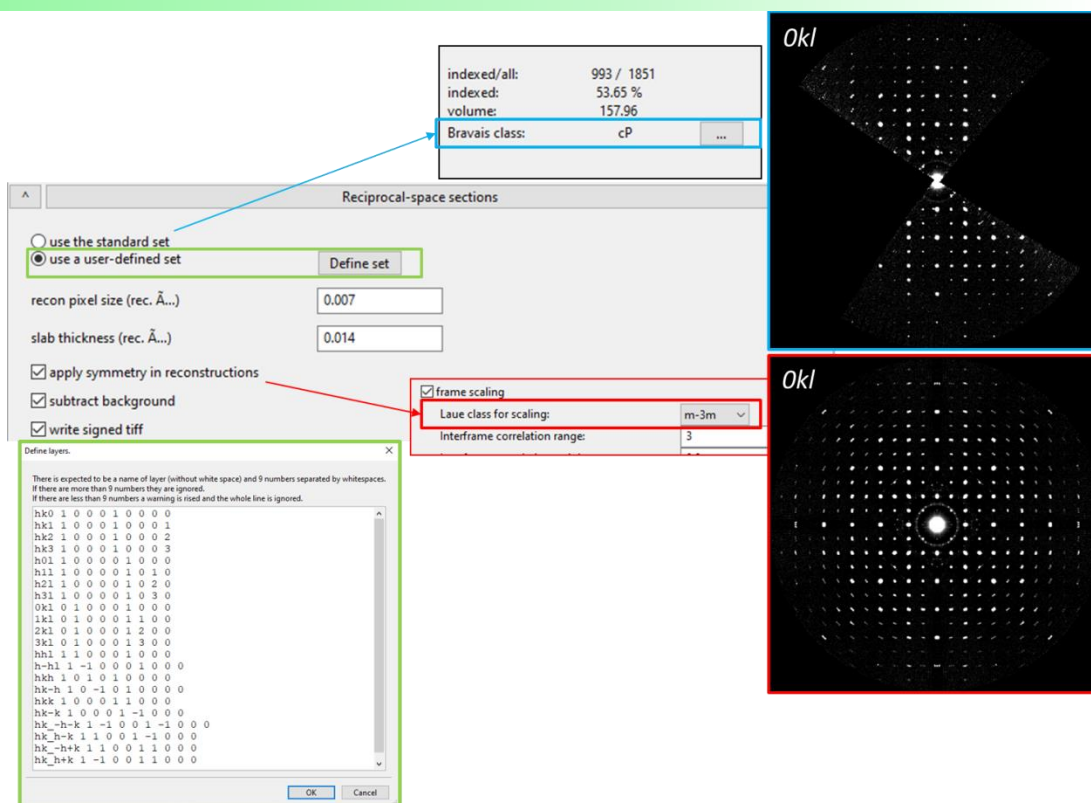 0kl
indexed/all: 993 / 1851
indexed: 53.65 %
volume: 157.96
Bravais class: cP ...
^ Reciprocal-space sections
use the standard set
use a user-defined set Define set
recon pixel size (rec. Ã...) 0.007
slab thickness (rec. Ã...) 0.014
apply symmetry in reconstructions
subtract background
write signed tiff
0kl
frame scaling
Laue class for scaling: m-3m
Interframe correlation range: 3
Define layers. ×
There is expected to be a name of layer (without white space) and 9 numbers separated by whitespaces.
If there are more than 9 numbers they are ignored.
If there are less than 9 numbers a warning is rised and the whole line is ignored.
hk0 1 0 0 0 1 0 0 0 0
hk1 1 0 0 0 1 0 0 0 1
hk2 1 0 0 0 1 0 0 0 2
hk3 1 0 0 0 1 0 0 0 3
h0l 1 0 0 0 0 1 0 0 0
h1l 1 0 0 0 0 1 0 1 0
h2l 1 0 0 0 0 1 0 2 0
h3l 1 0 0 0 0 1 0 3 0
0kl 0 1 0 0 0 1 0 0 0
1kl 0 1 0 0 0 1 1 0 0
2kl 0 1 0 0 0 1 2 0 0
3kl 0 1 0 0 0 1 3 0 0
hhl 1 1 0 0 0 1 0 0 0
h-hl 1 -1 0 0 0 1 0 0 0
hkh 1 0 1 0 1 0 0 0 0
hk-h 1 0 -1 0 1 0 0 0 0
hkk 1 0 0 0 1 1 0 0 0
hk-k 1 0 0 0 1 -1 0 0 0
hk_-h-k 1 -1 0 0 1 -1 0 0 0
hk_h-k 1 1 0 0 1 -1 0 0 0
hk_-h+k 1 1 0 0 1 1 0 0 0
hk_h+k 1 -1 0 0 1 1 0 0 0
OK Cancel